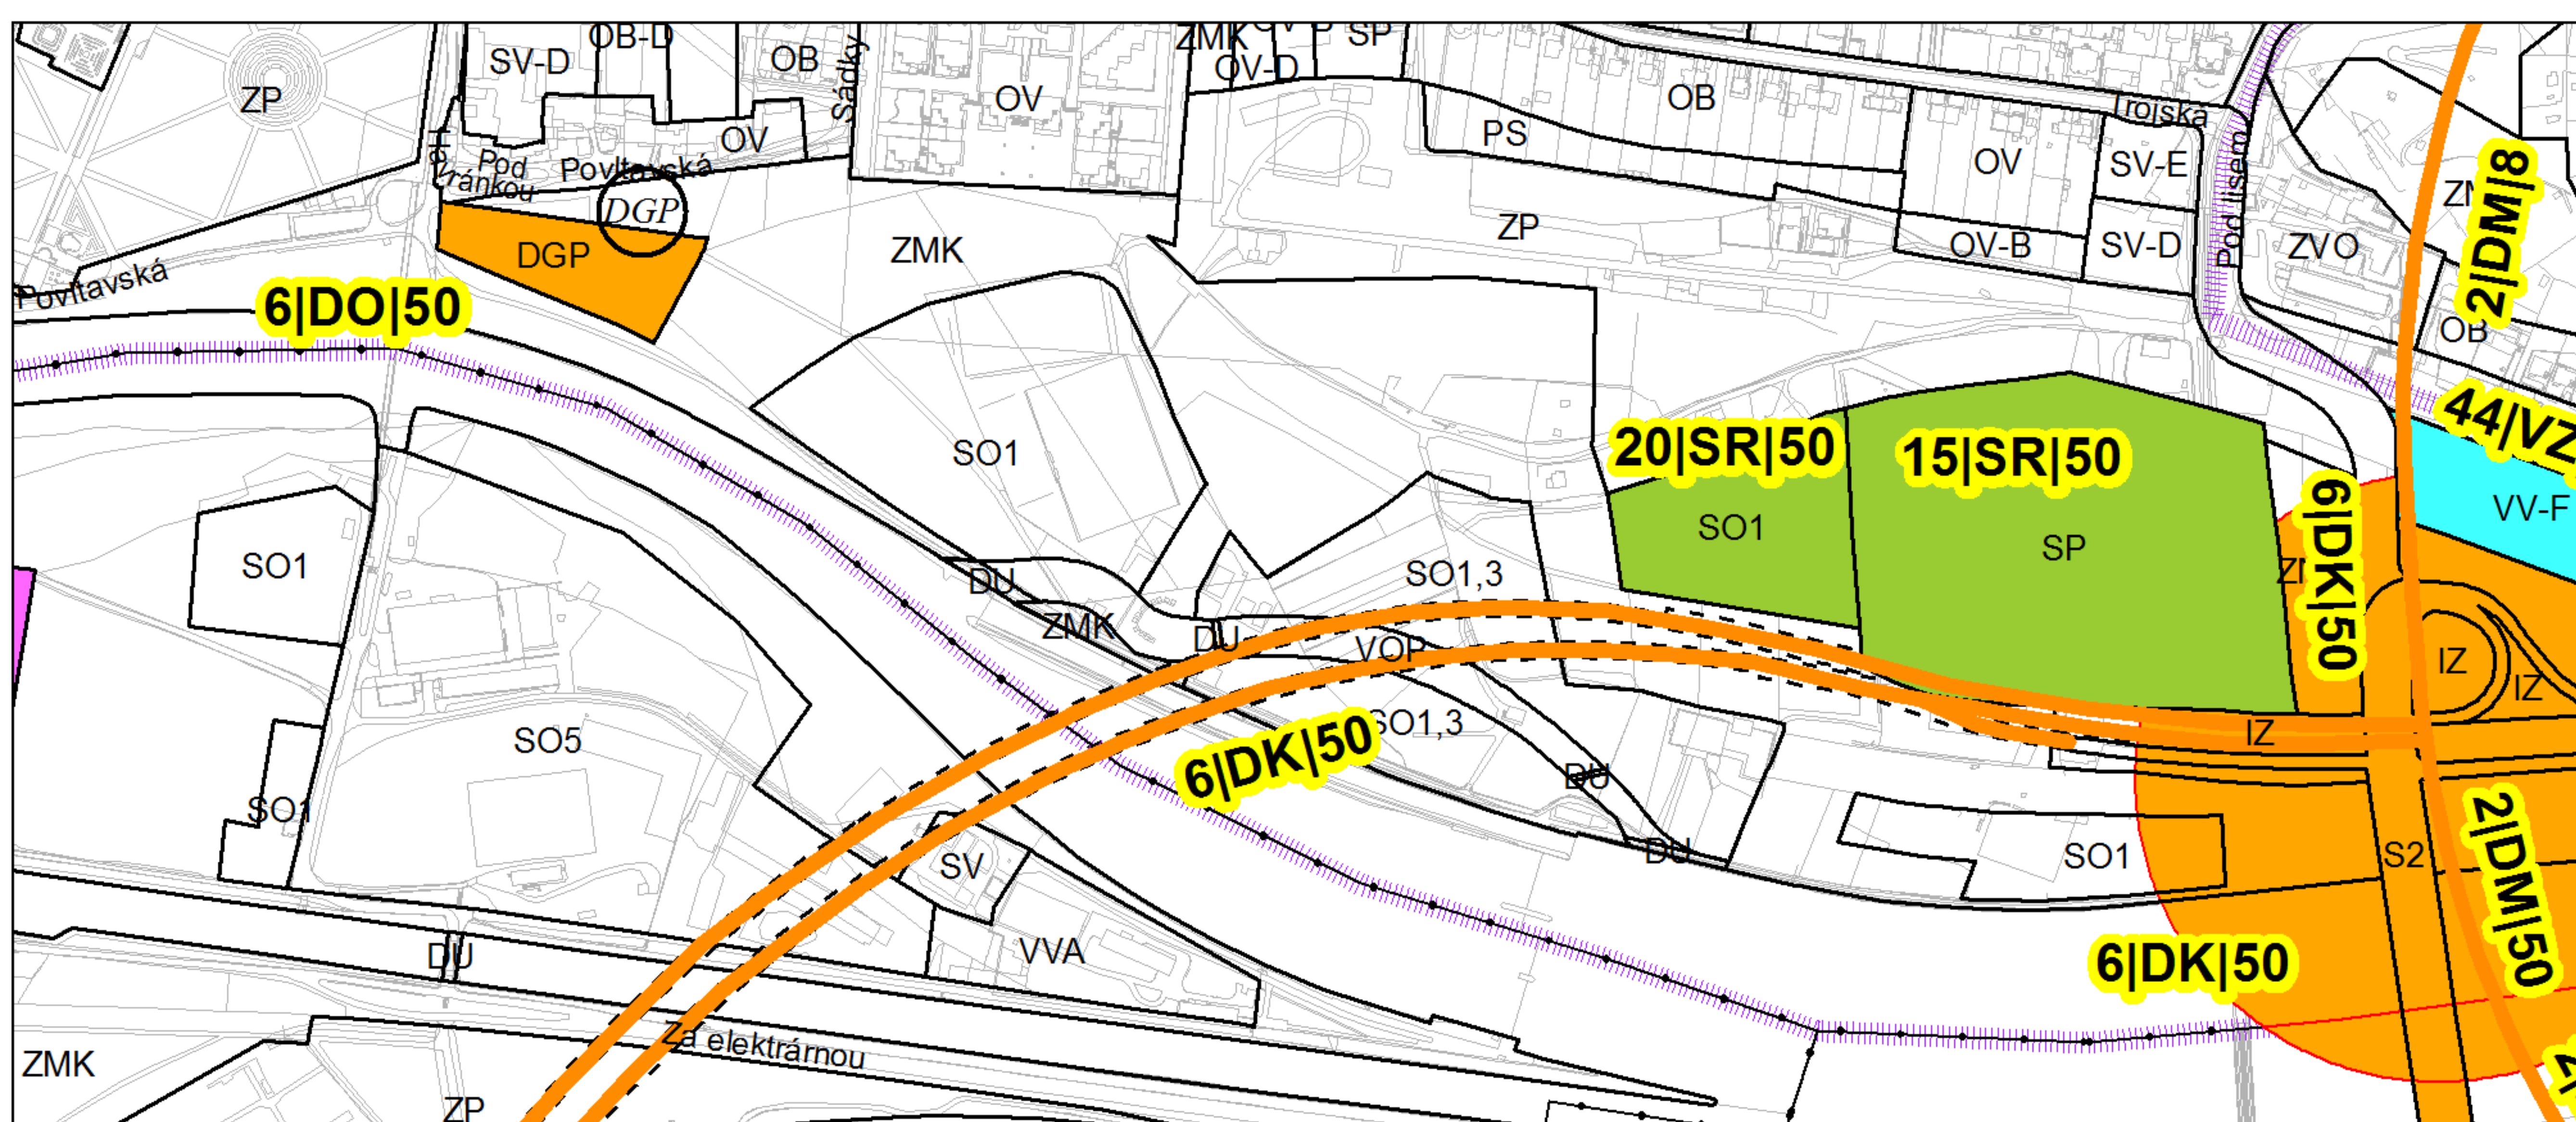 ZMK
SP
OB-D
SV-D
OB
OV-D
Sádky
OV
ZP
OB
Trojská
PS
OV
OV
SV-E
Pod
Povltavská
DGP
DGP
ZP
ZMK
OV-B
SV-D
Pod lisem
ZVO
2|DM|8
Povltavská
6|DO|50
OB
20|SR|50
15|SR|50
44|VZ
SO1
SO1
SP
VV-F
6|DK|50
SO1
DU
SO1,3
ZMK
DU
VOP
IZ
IZ
SO1,3
IZ
SO5
6|DK|50
DU
SO1
DU
SO1
S2
SV
2|DM|50
VVA
DU
6|DK|50
Za elektrárnou
ZMK
ZP